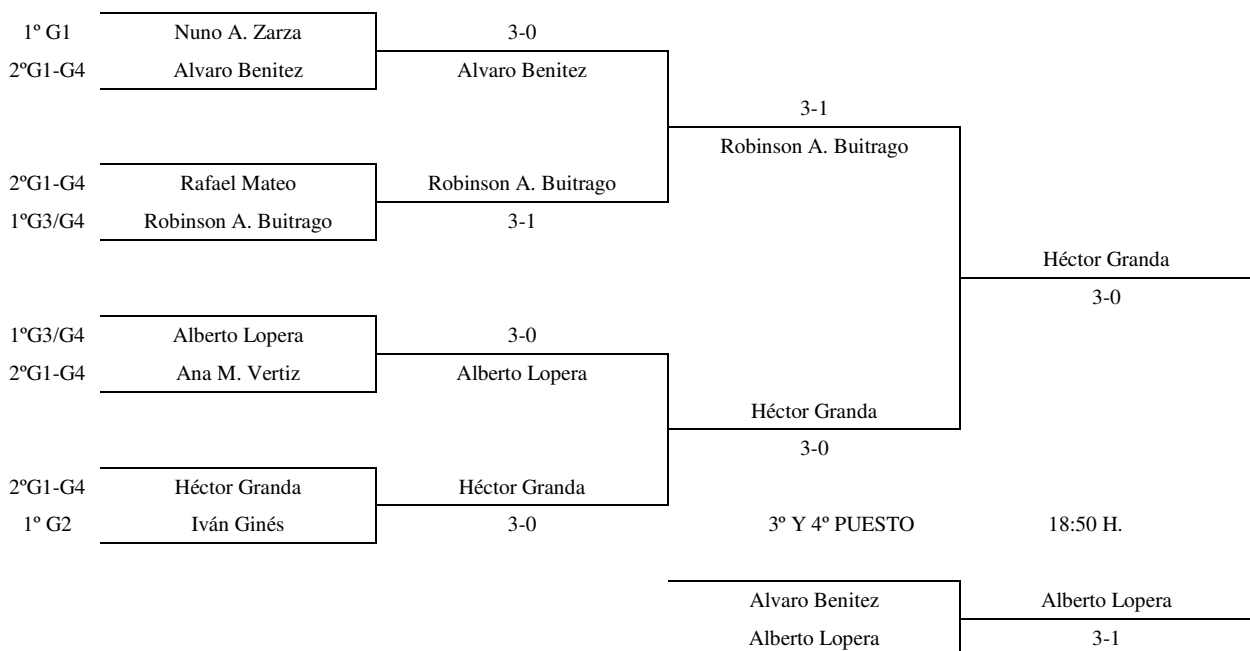 1º G1 Nuno A. Zarza 3-0
2ºG1-G4 Alvaro Benitez Alvaro Benitez
3-1
Robinson A. Buitrago
2ºG1-G4 Rafael Mateo Robinson A. Buitrago
1ºG3/G4 Robinson A. Buitrago 3-1
Héctor Granda
3-0
1ºG3/G4 Alberto Lopera 3-0
2ºG1-G4 Ana M. Vertiz Alberto Lopera
Héctor Granda
3-0
2ºG1-G4 Héctor Granda Héctor Granda
1º G2 Iván Ginés 3-0 3º Y 4º PUESTO 18:50 H.
Alvaro Benitez Alberto Lopera
Alberto Lopera 3-1